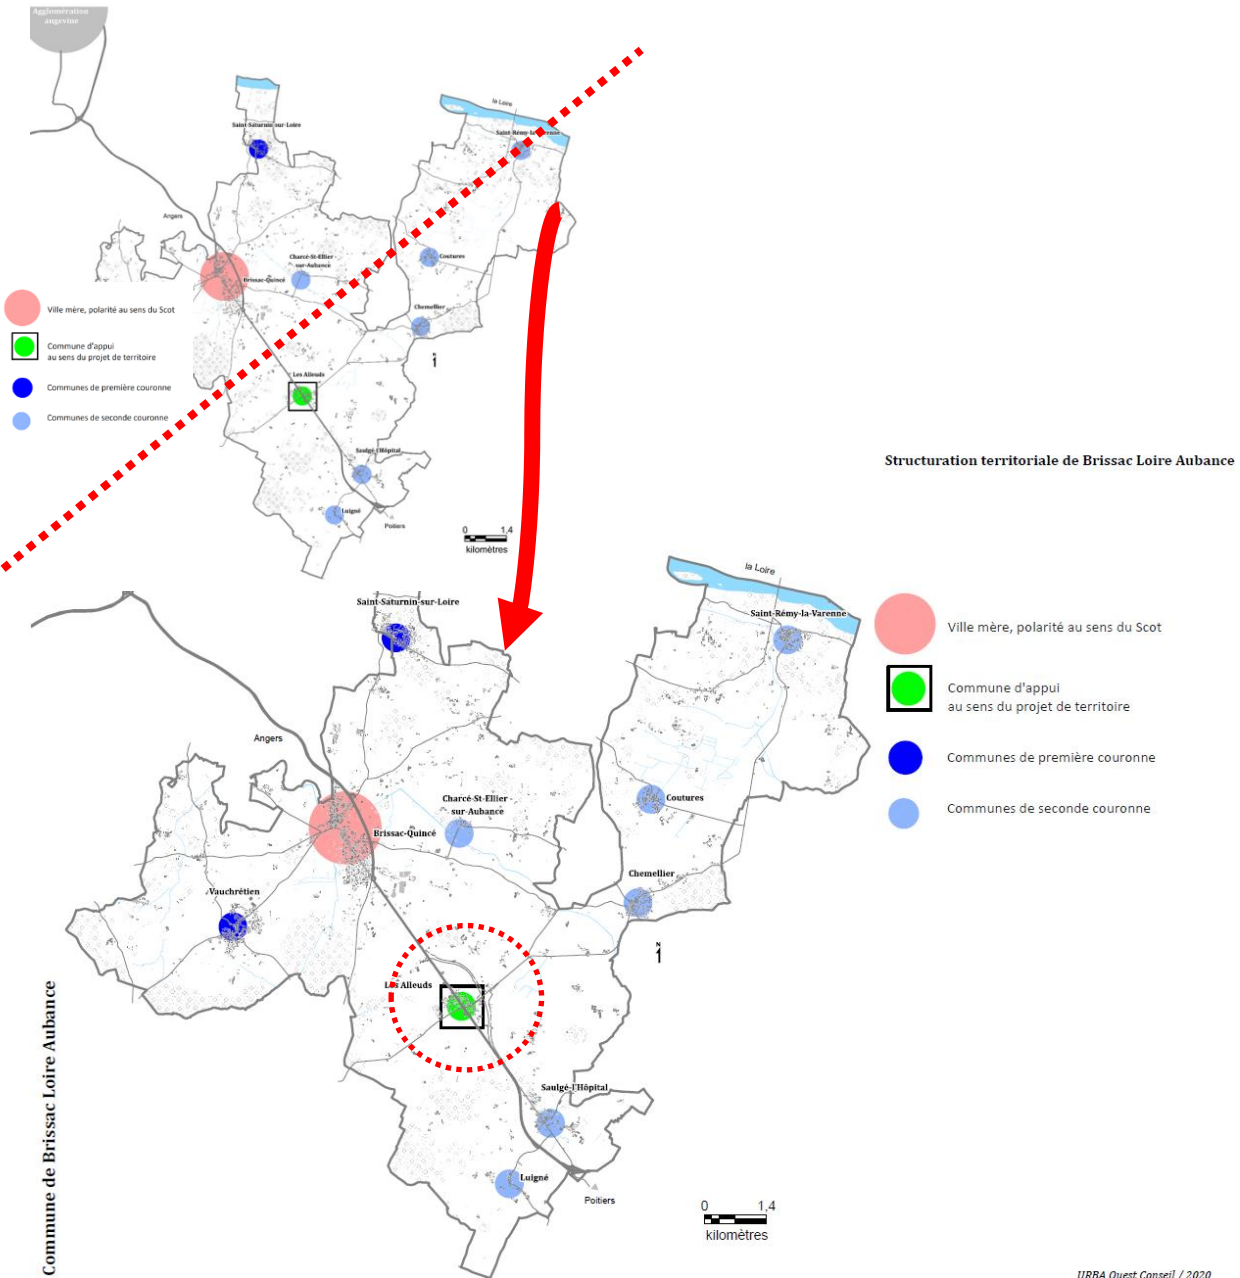 Agglomération
angevine
la Loire
Saint-Saturnin-sur-Loire
Saint-Rémy-la-Varenne
Angers
Charcé-St-Ellier
sur-Aubance
Coutures
Brissac-Quincé
Ville mère, polarité au sens du Scot
Chemellier
Commune d'appui
au sens du projet de territoire
N
Les Alleuds
Communes de première couronne
Communes de seconde couronne
Saulgé-l'Hôpital
Luigné
Poitiers
0 1,4
kilomètres
Structuration territoriale de Brissac Loire Aubance
la Loire
Saint-Saturnin-sur-Loire
Saint-Rémy-la-Varenne
Ville mère, polarité au sens du Scot
Commune d'appui
au sens du projet de territoire
Angers
Communes de première couronne
Charcé-St-Ellier
sur-Aubance
Coutures
Communes de seconde couronne
Brissac-Quincé
Chemellier
Vauchrétien
N
Les Alleuds
Saulgé-l'Hôpital
Luigné
Poitiers
0 1,4
kilomètres
Commune de Brissac Loire Aubance
URBA Ouest Conseil / 2020